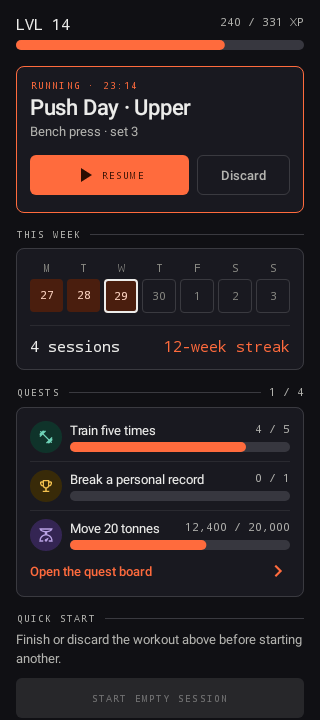 LVL 14
240 / 331 XP
RUNNING · 23:14
Push Day · Upper
Bench press · set 3
RESUME
Discard
THIS WEEK
M T W T F S S
27 28 29 30 1 2 3
4 sessions
12-week streak
QUESTS
1 / 4
Train five times
4 / 5
Break a personal record
0 / 1
Move 20 tonnes
12,400 / 20,000
Open the quest board
QUICK START
Finish or discard the workout above before starting
another.
START EMPTY SESSION